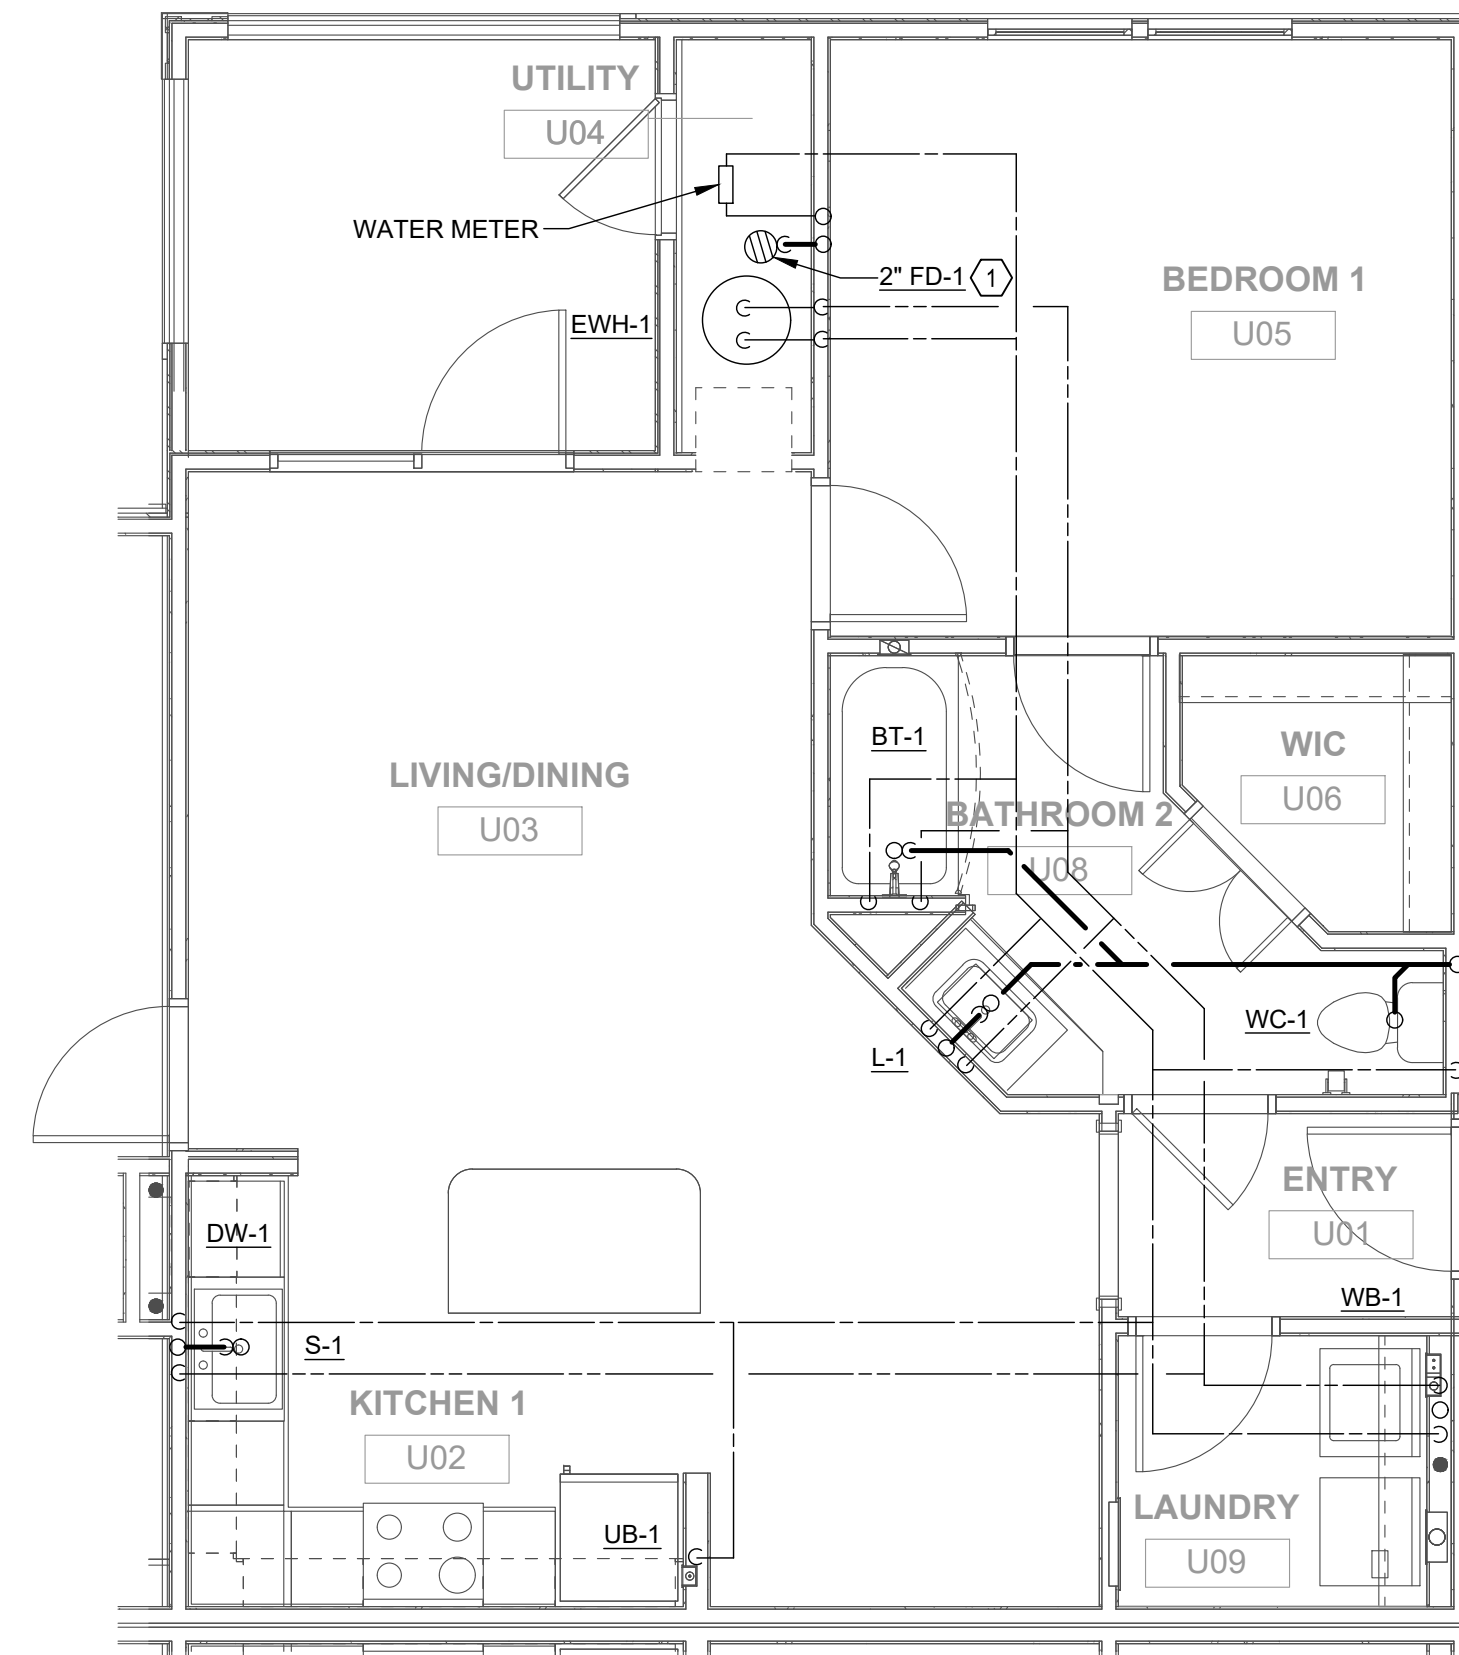 UTILITY
U04
WATER METER
2" FD-1
1
BEDROOM 1
U05
EWH-1
BT-1
WIC
U06
LIVING/DINING
U03
BATHROOM 2
U08
WC-1
L-1
ENTRY
U01
DW-1
WB-1
S-1
KITCHEN 1
U02
LAUNDRY
U09
UB-1